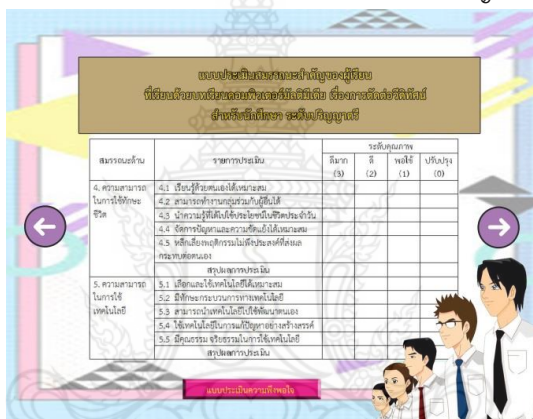 แบบประเมินสมรรถนะสำคัญของผู้เรียน
ที่เรียนด้วยบทเรียนคอมพิวเตอร์มัลติมีเดีย เรื่องการตัดต่อวีดิทัศน์
สำหรับนักศึกษา ระดับปริญญาตรี
สมรรถนะด้าน รายการประเมิน ระดับคุณภาพ
ดีมาก (3) ดี (2) พอใช้ (1) ปรับปรุง (0)
4. ความสามารถในการใช้ทักษะชีวิต
4.1 เรียนรู้ด้วยตนเองได้เหมาะสม
4.2 สามารถทำงานกลุ่มร่วมกับผู้อื่นได้
4.3 นำความรู้ที่ได้ไปใช้ประโยชน์ในชีวิตประจำวัน
4.4 จัดการปัญหาและความขัดแย้งได้เหมาะสม
4.5 หลีกเลี่ยงพฤติกรรมไม่พึงประสงค์ที่ส่งผล
กระทบต่อตนเอง
สรุปผลการประเมิน
5. ความสามารถในการใช้เทคโนโลยี
5.1 เลือกและใช้เทคโนโลยีได้เหมาะสม
5.2 มีทักษะกระบวนการทางเทคโนโลยี
5.3 สามารถนำเทคโนโลยีไปใช้พัฒนาตนเอง
5.4 ใช้เทคโนโลยีในการแก้ปัญหาอย่างสร้างสรรค์
5.5 มีคุณธรรม จริยธรรมในการใช้เทคโนโลยี
สรุปผลการประเมิน
แบบประเมินความพึงพอใจ